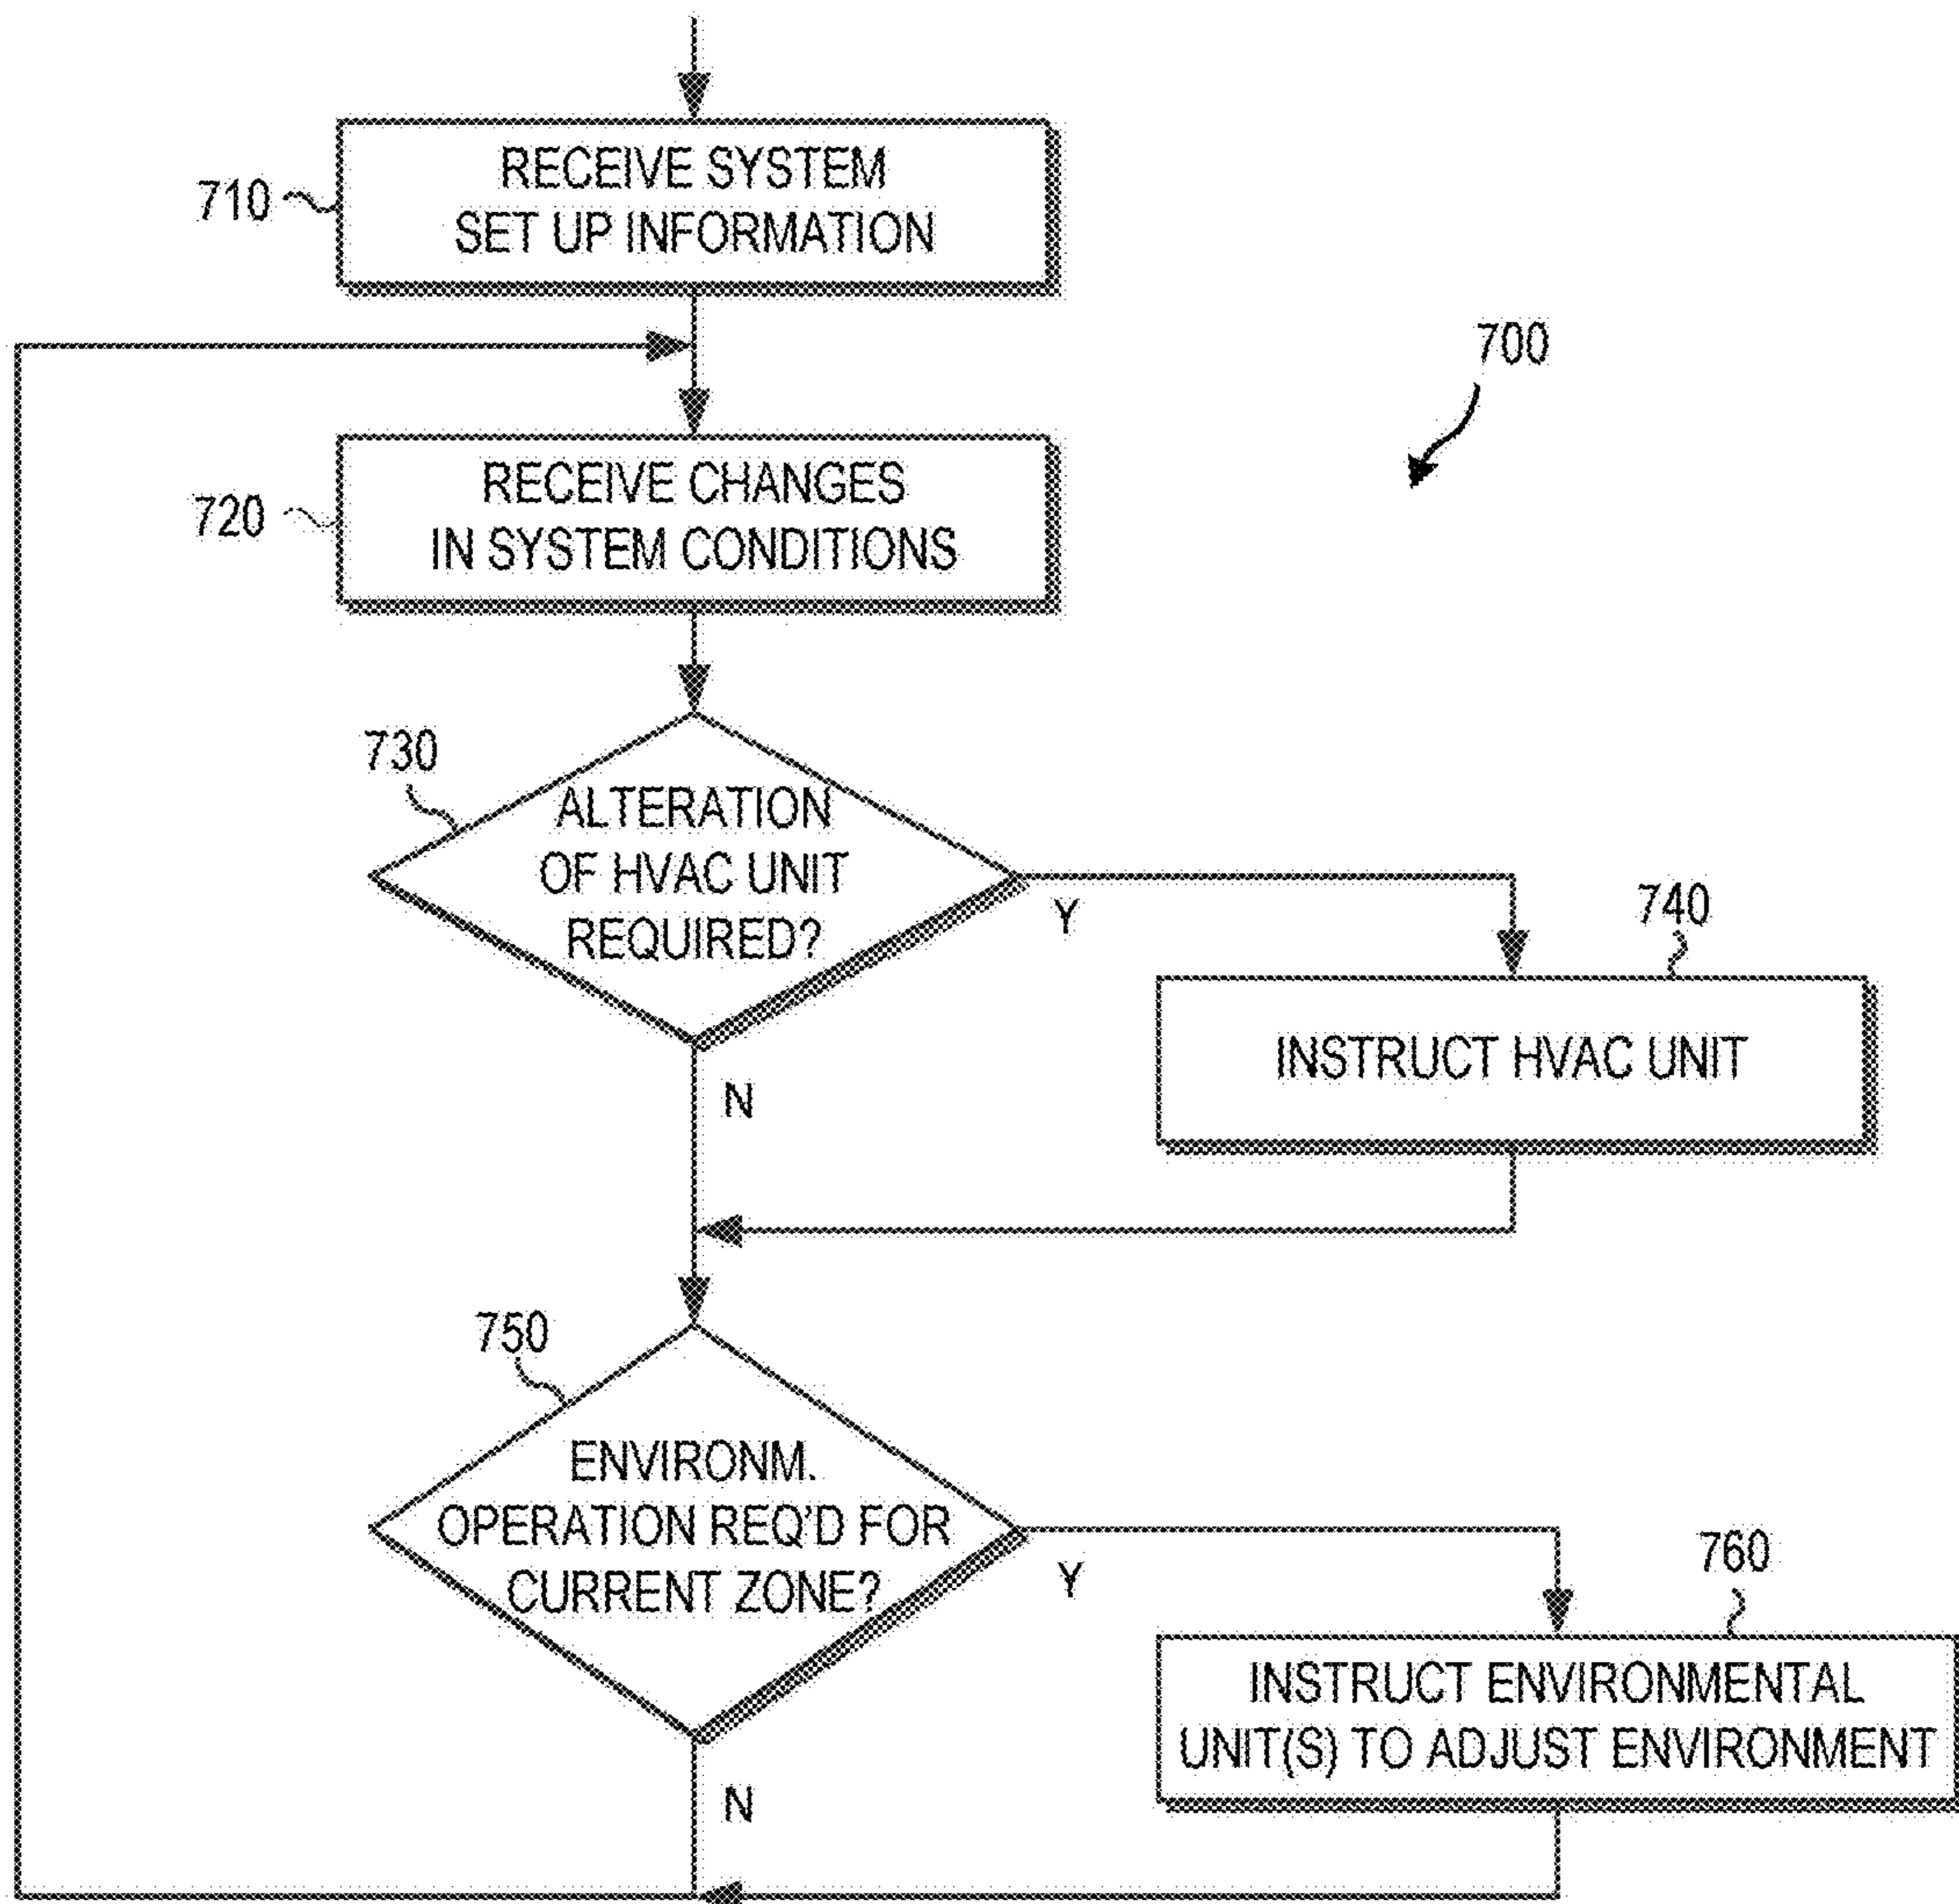 RECEIVE SYSTEM
SET UP INFORMATION
710
700
RECEIVE CHANGES
IN SYSTEM CONDITIONS
720
730
ALTERATION
OF HVAC UNIT
REQUIRED?
Y
740
INSTRUCT HVAC UNIT
N
750
ENVIRONM.
OPERATION REQ'D FOR
CURRENT ZONE?
Y
760
INSTRUCT ENVIRONMENTAL
UNIT(S) TO ADJUST ENVIRONMENT
N